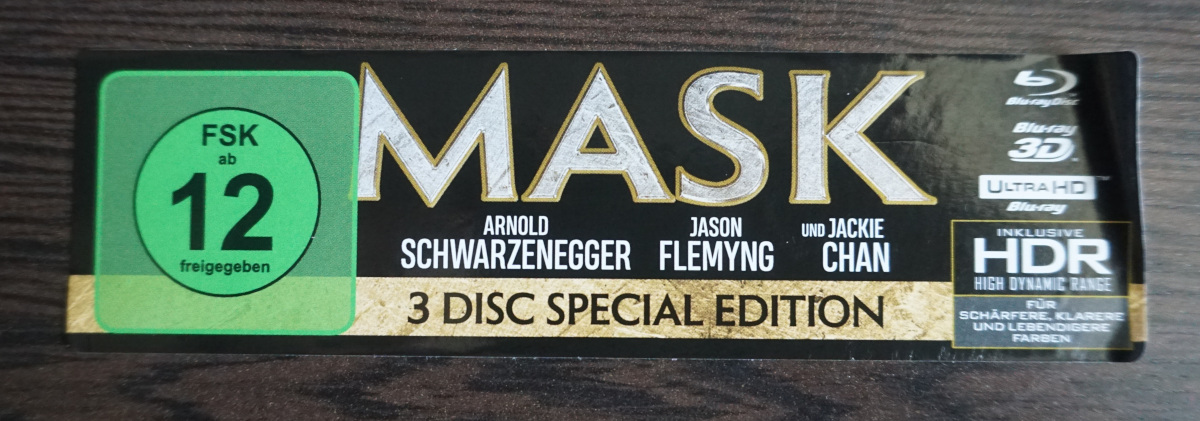 FSK
ab
12
freigegeben
MASK
ARNOLD
SCHWARZENEGGER
JASON
FLEMYNG
UND JACKIE
CHAN
3 DISC SPECIAL EDITION
Blu-ray Disc
Blu-ray
3D
ULTRA HD
Blu-ray
INKLUSIVE
HDR
HIGH DYNAMIC RANGE
FÜR
SCHÄRFERE, KLARERE
UND LEBENDIGERE
FARBEN